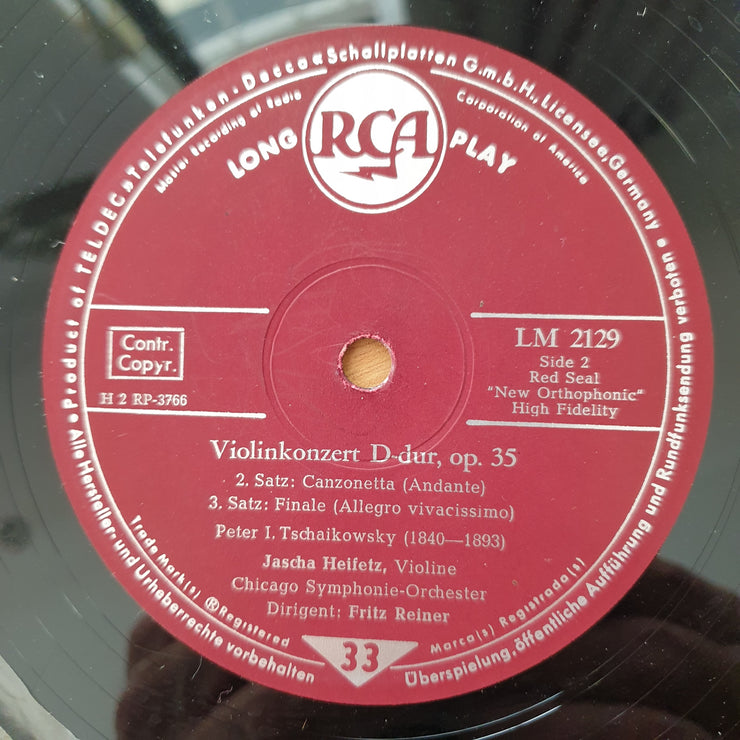 AV « Product of TELDEC » Telefunken - Decca « Schallplatten G.m.b.H, Licensee, Germany »
Master Recording of Radio
Corporation of America
LONG RCA PLAY
Contr.
Copyr.
H 2 RP-3766
LM 2129
Side 2
Red Seal
"New Orthophonic"
High Fidelity
Violinkonzert D-dur, op. 35
2. Satz: Canzonetta (Andante)
3. Satz: Finale (Allegro vivacissimo)
Peter I. Tschaikowsky (1840—1893)
Jascha Heifetz, Violine
Chicago Symphonie-Orchester
Dirigent: Fritz Reiner
Trade Mark(s) ® Registered
Marca(s) Registrada(s)
33
Alle Hersteller- und Urheberrechte vorbehalten
Überspielung, öffentliche Aufführung und Rundfunksendung verboten